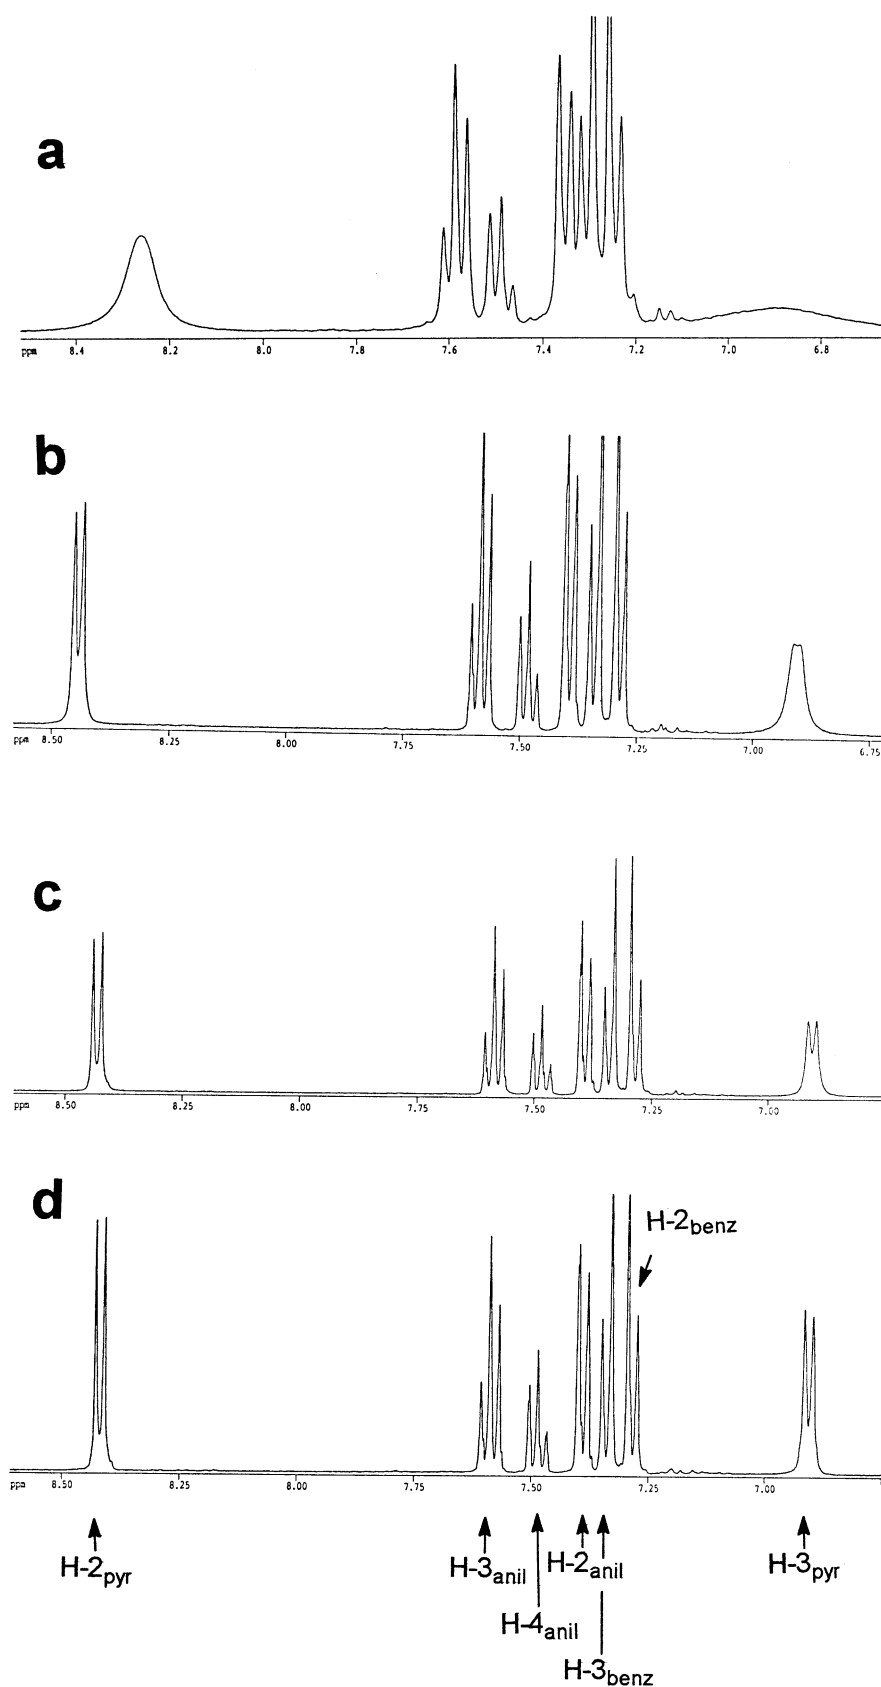 a
ppm 8.4 8.2 8.0 7.8 7.6 7.4 7.2 7.0 6.8
b
ppm 8.50 8.25 8.00 7.75 7.50 7.25 7.00 6.75
c
ppm 8.50 8.25 8.00 7.75 7.50 7.25 7.00
d
H-2benz
ppm 8.50 8.25 8.00 7.75 7.50 7.25 7.00
H-2pyr H-3anil H-2anil H-3pyr
H-4anil
H-3benz